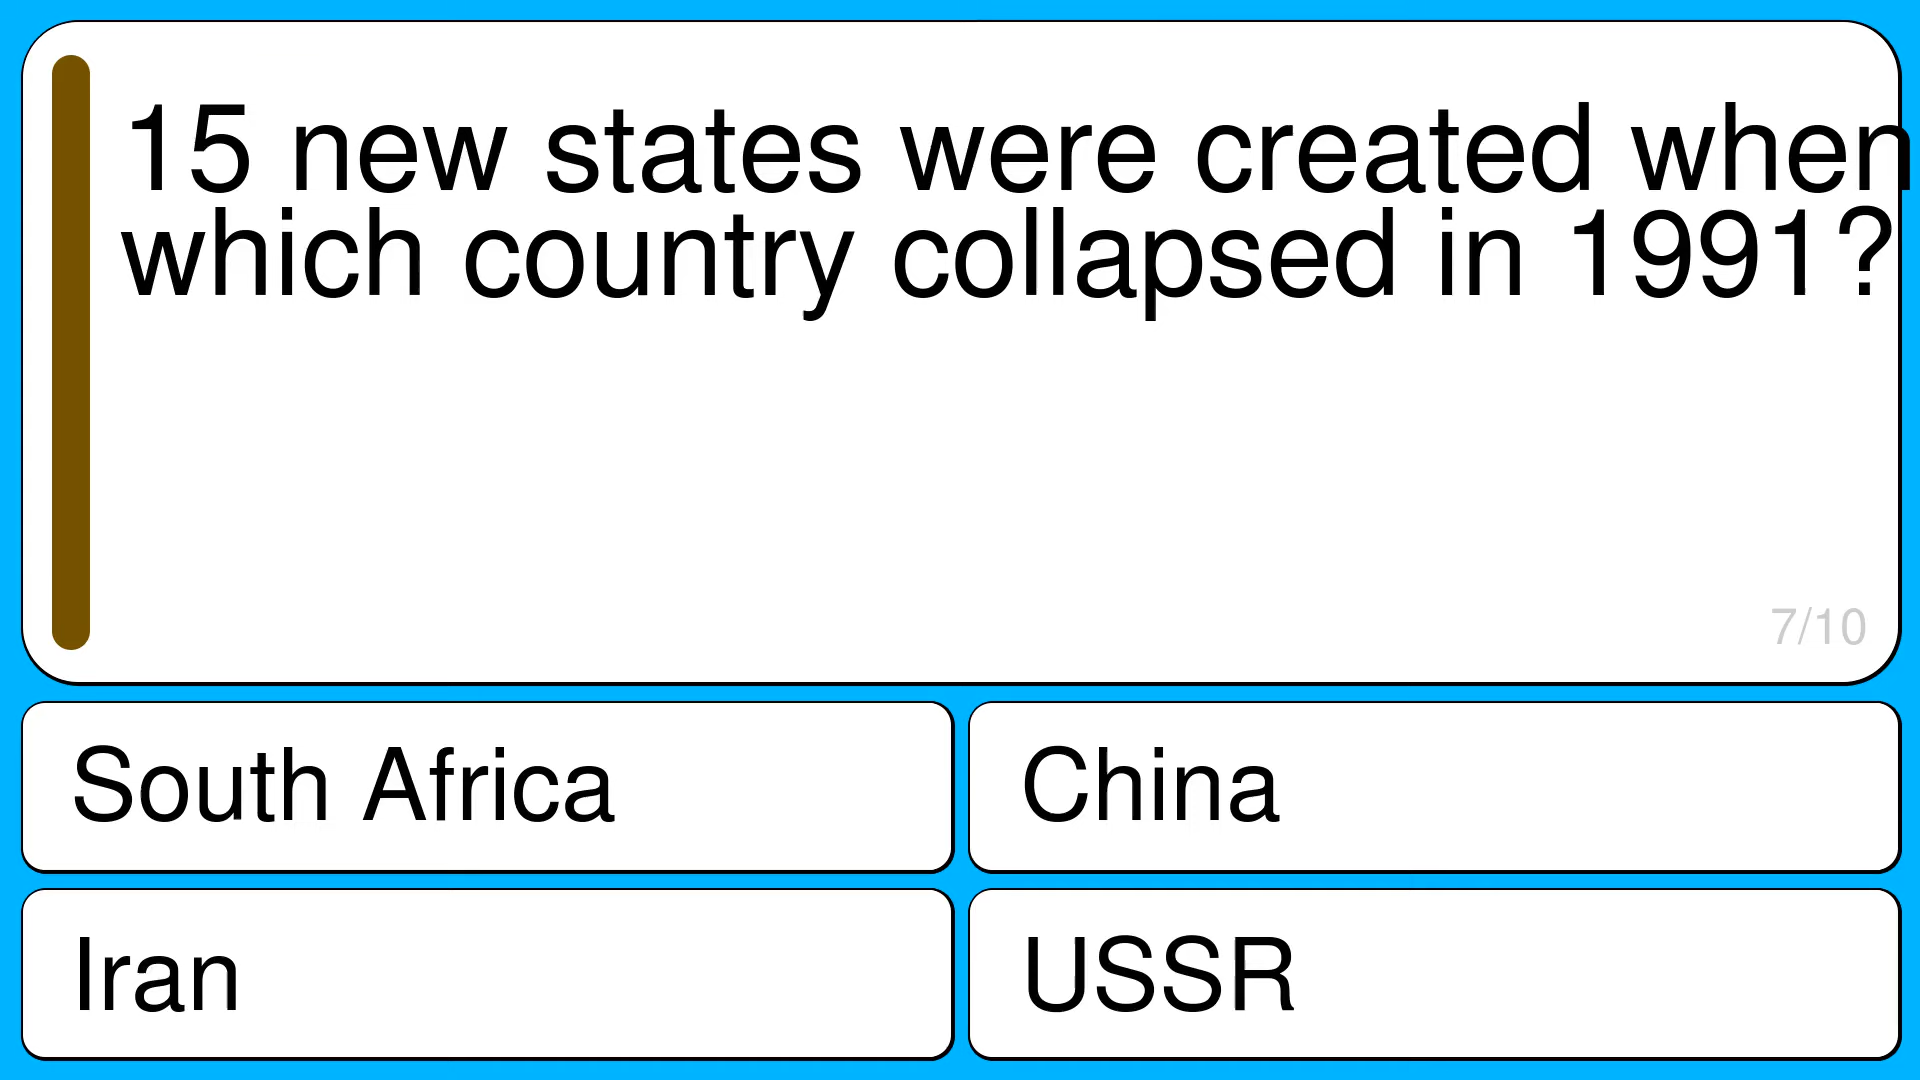 15 new states were created when
which country collapsed in 1991?
7/10
South Africa
China
Iran
USSR